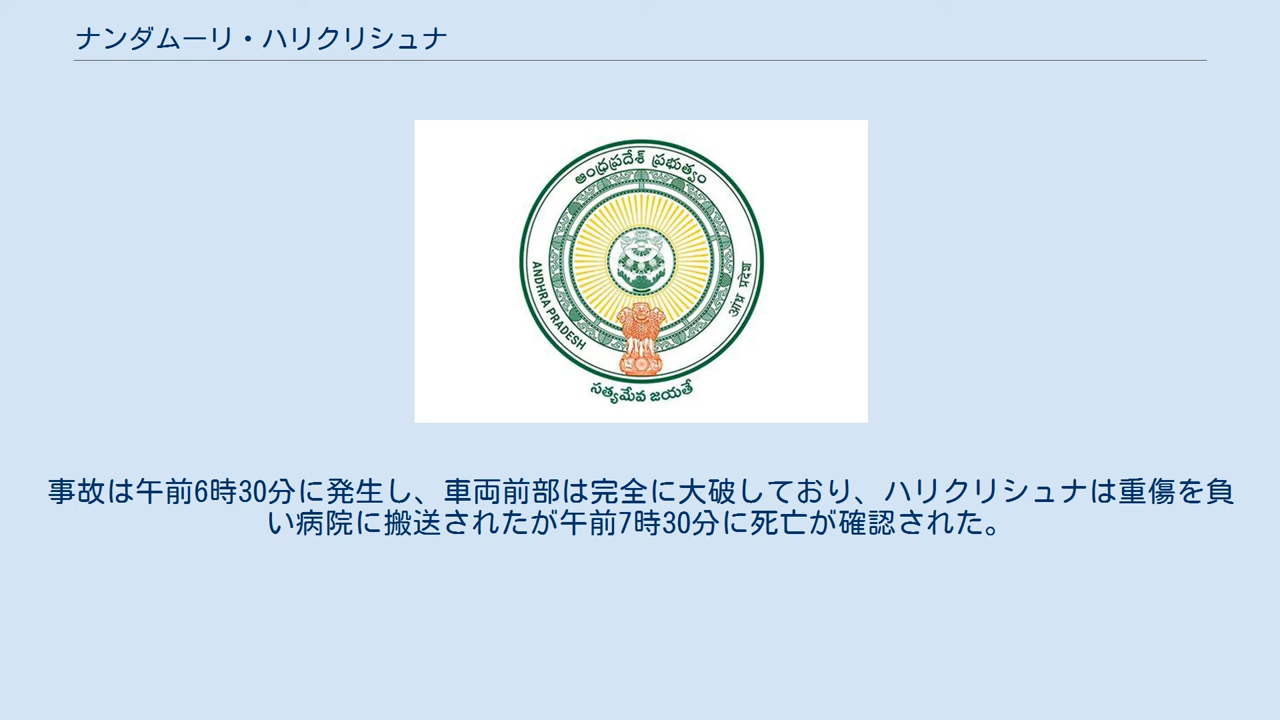 ナンダムーリ・ハリクリシュナ
ఆంధ్రప్రదేశ్ ప్రభుత్వం
ANDHRA PRADESH
आंध्र प्रदेश
సత్యమేవ జయతే
事故は午前6時30分に発生し、車両前部は完全に大破しており、ハリクリシュナは重傷を負
い病院に搬送されたが午前7時30分に死亡が確認された。